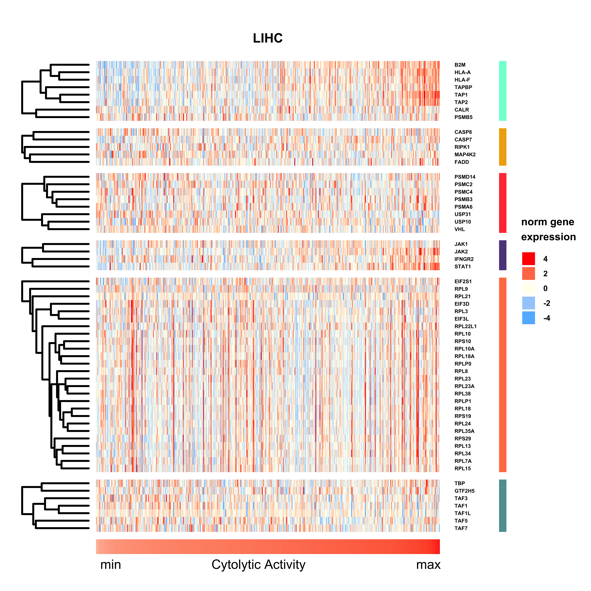 LIHC
B2M
HLA-A
HLA-F
TAPBP
TAP1
TAP2
CALR
PSMB5
CASP8
CASP7
RIPK1
MAP4K2
FADD
PSMD14
PSMC2
PSMC4
PSMB3
PSMA6
USP31
USP10
VHL
JAK1
JAK2
IFNGR2
STAT1
EIF2S1
RPL9
RPL21
EIF3D
RPL3
EIF3L
RPL22L1
RPL10
RPS10
RPL10A
RPL18A
RPLP0
RPL8
RPL23
RPL23A
RPL38
RPLP1
RPL18
RPS19
RPL24
RPL35A
RPS29
RPL13
RPL34
RPL7A
RPL15
TBP
GTF2H5
TAF3
TAF1
TAF1L
TAF5
TAF7
norm gene
expression
4
2
0
-2
-4
min Cytolytic Activity max